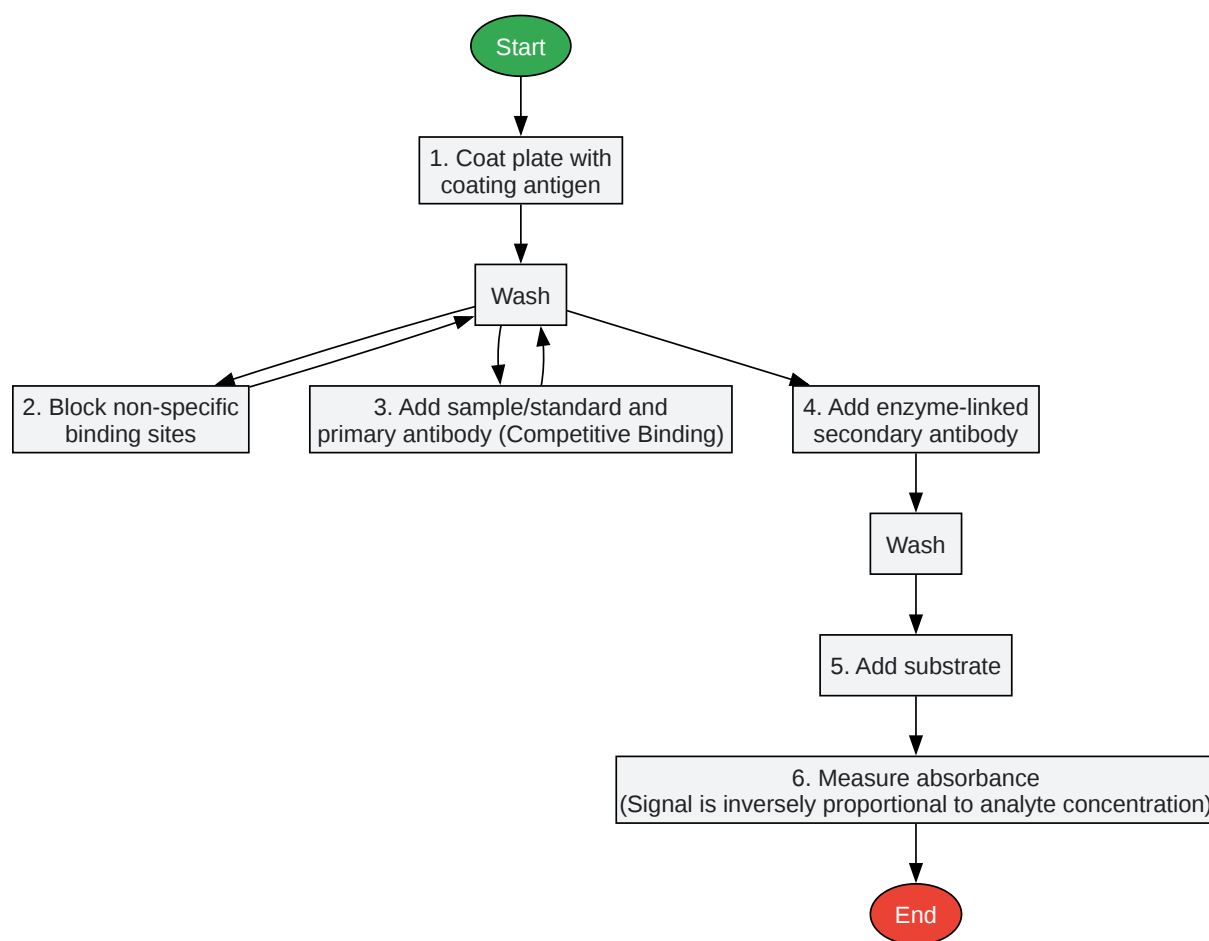 Start
1. Coat plate with
coating antigen
Wash
2. Block non-specific
binding sites
3. Add sample/standard and
primary antibody (Competitive Binding)
4. Add enzyme-linked
secondary antibody
Wash
5. Add substrate
6. Measure absorbance
(Signal is inversely proportional to analyte concentration)
End